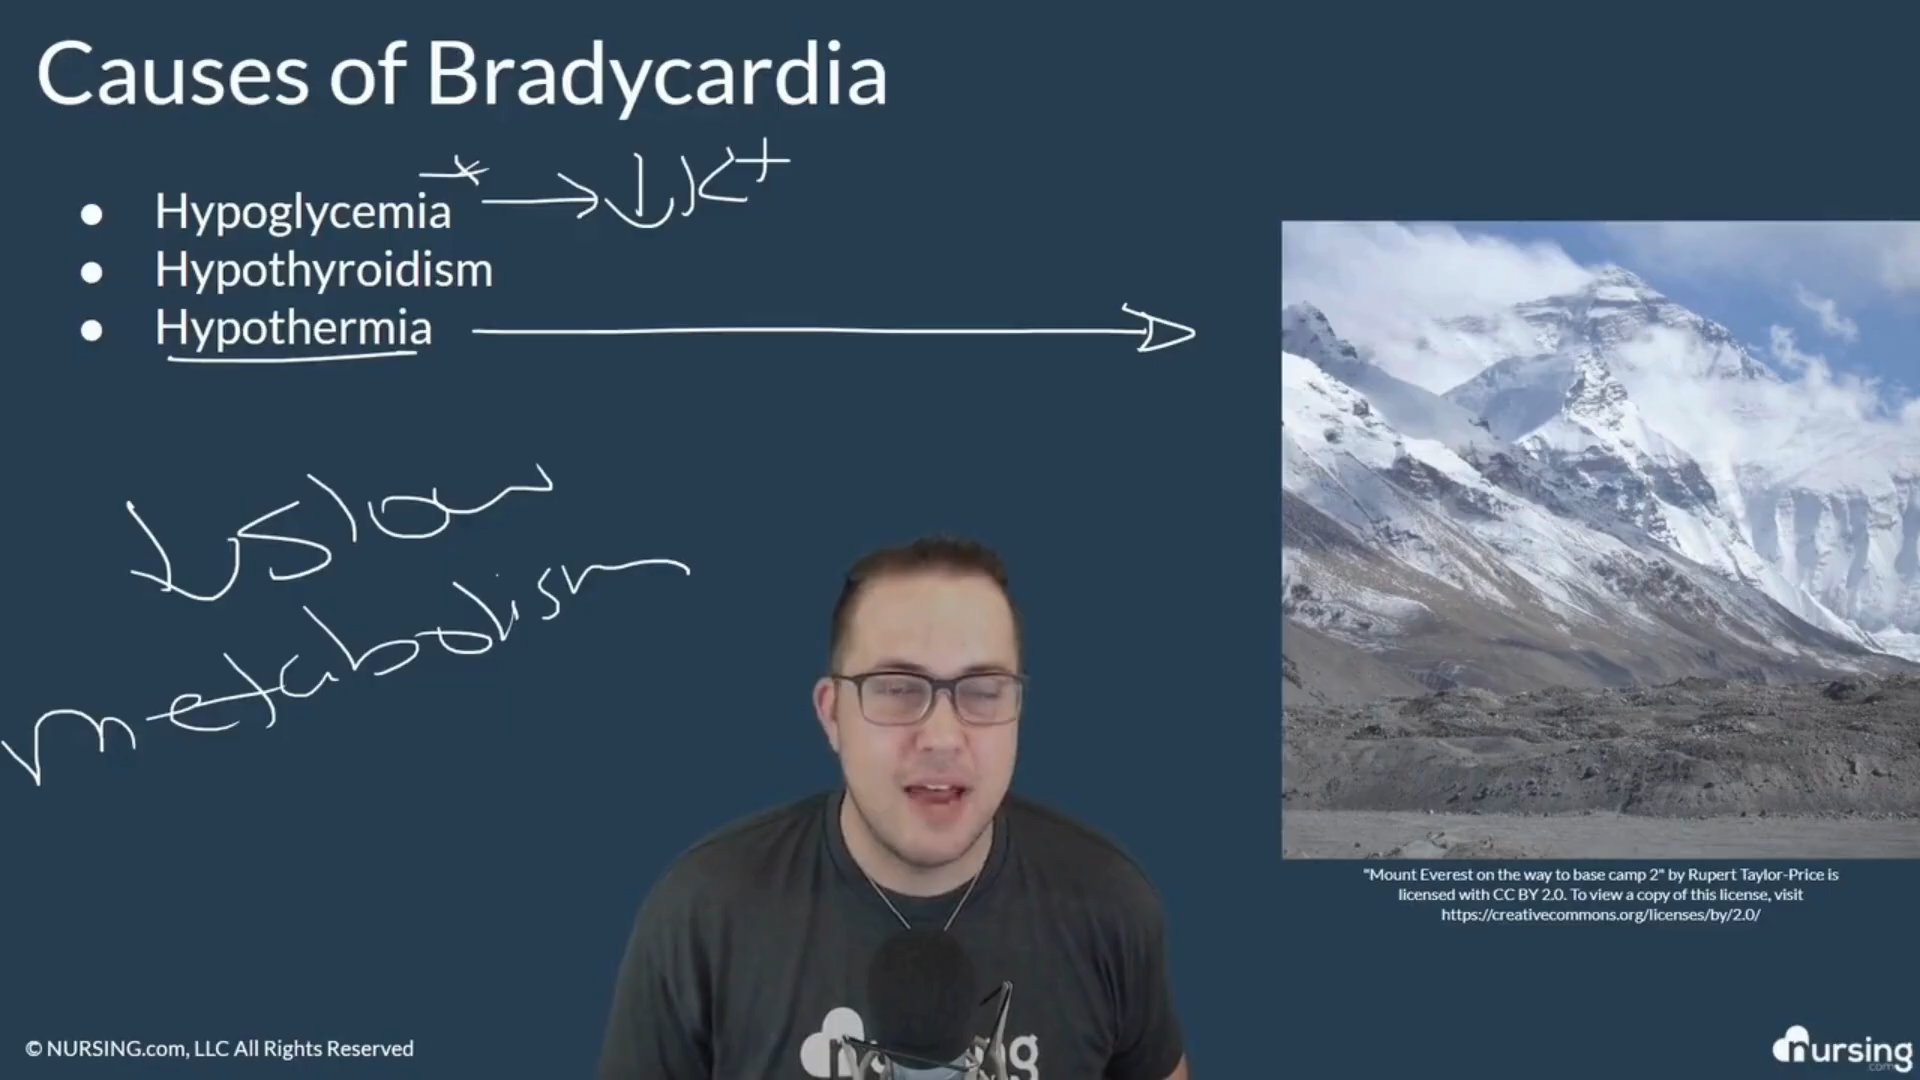 Causes of Bradycardia
● Hypoglycemia * → ↓ K+
● Hypothyroidism
● Hypothermia
↓ slow
metabolism
"Mount Everest on the way to base camp 2" by Rupert Taylor-Price is
licensed with CC BY 2.0. To view a copy of this license, visit
https://creativecommons.org/licenses/by/2.0/
© NURSING.com, LLC All Rights Reserved
nursing
.com